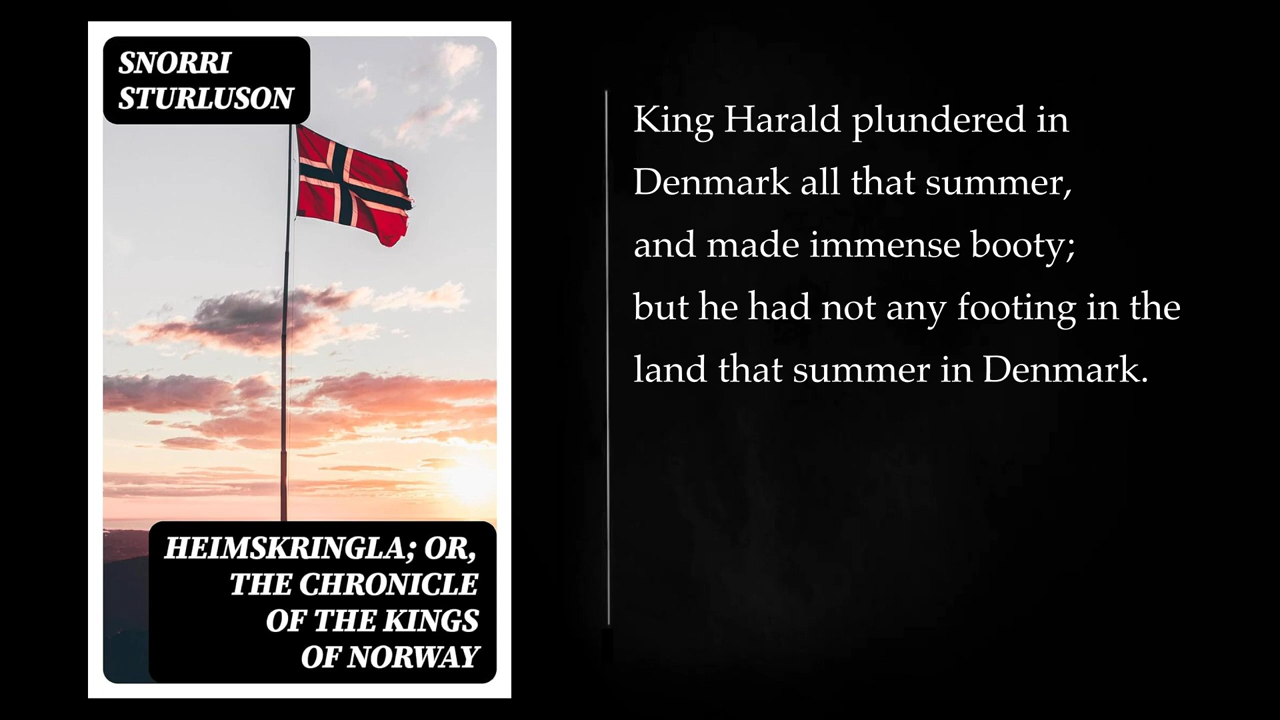 SNORRI
STURLUSON
HEIMSKRINGLA; OR,
THE CHRONICLE
OF THE KINGS
OF NORWAY
King Harald plundered in
Denmark all that summer,
and made immense booty;
but he had not any footing in the
land that summer in Denmark.